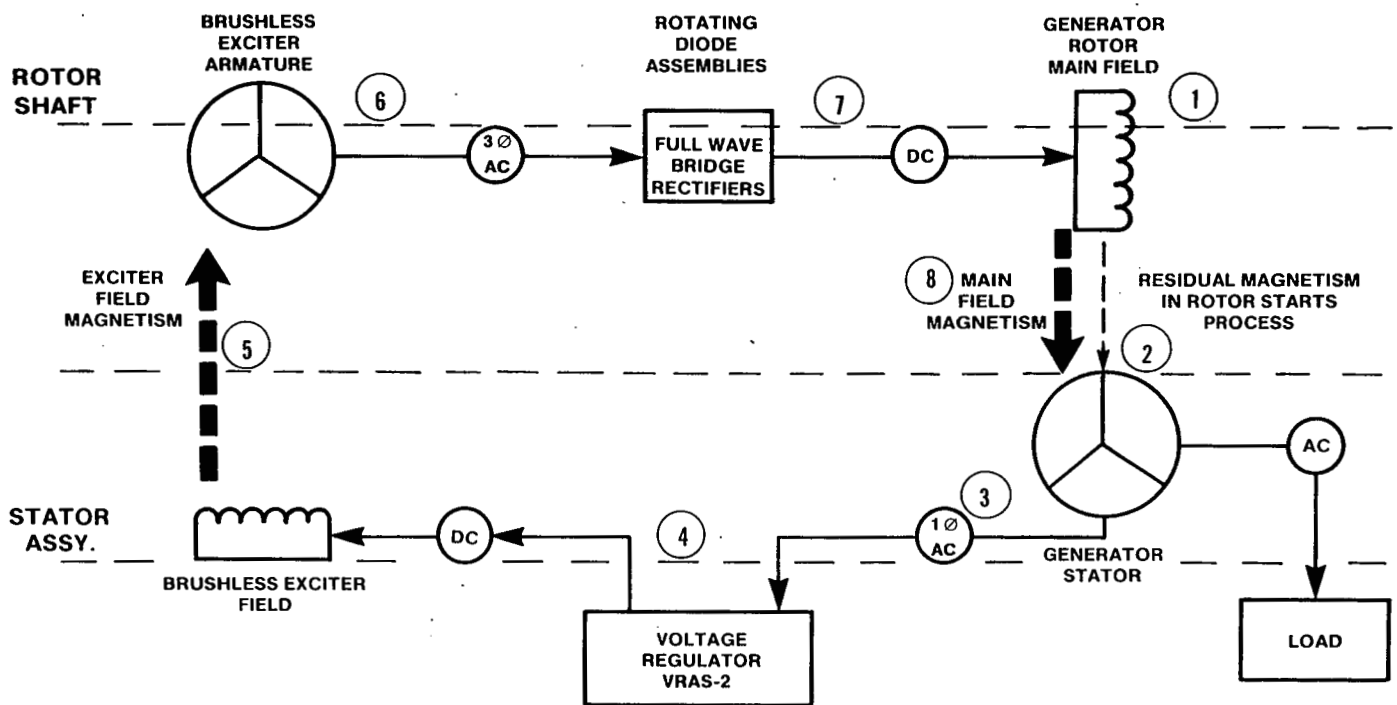 BRUSHLESS
EXCITER
ARMATURE
ROTATING
DIODE
ASSEMBLIES
GENERATOR
ROTOR
MAIN FIELD
ROTOR
SHAFT
6
7
1
3 Ø
AC
FULL WAVE
BRIDGE
RECTIFIERS
DC
EXCITER
FIELD
MAGNETISM
5
8
MAIN
FIELD
MAGNETISM
RESIDUAL MAGNETISM
IN ROTOR STARTS
PROCESS
2
AC
STATOR
ASSY.
DC
4
3
1 Ø
AC
GENERATOR
STATOR
BRUSHLESS EXCITER
FIELD
VOLTAGE
REGULATOR
VRAS-2
LOAD